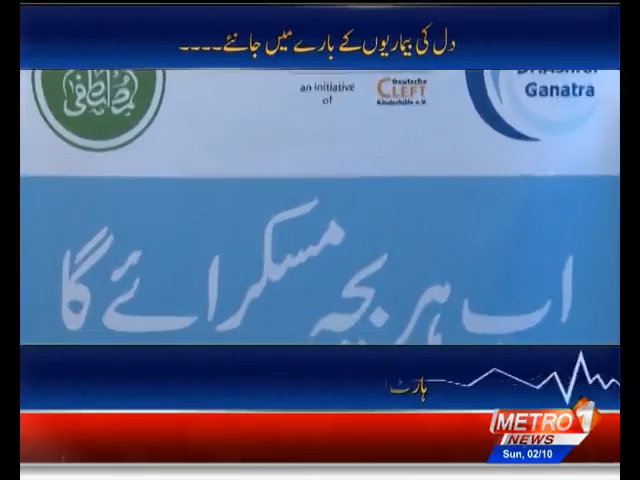 دل کی بیماریوں کے بارے میں جانئے ۔۔۔۔
المصطفیٰ
an initiative of
Deutsche CLEFT Kinderhilfe e.V.
Ganatra
اب ہر بچہ مسکرائے گا
ہارٹ
METRO 1
NEWS
Sun, 02/10